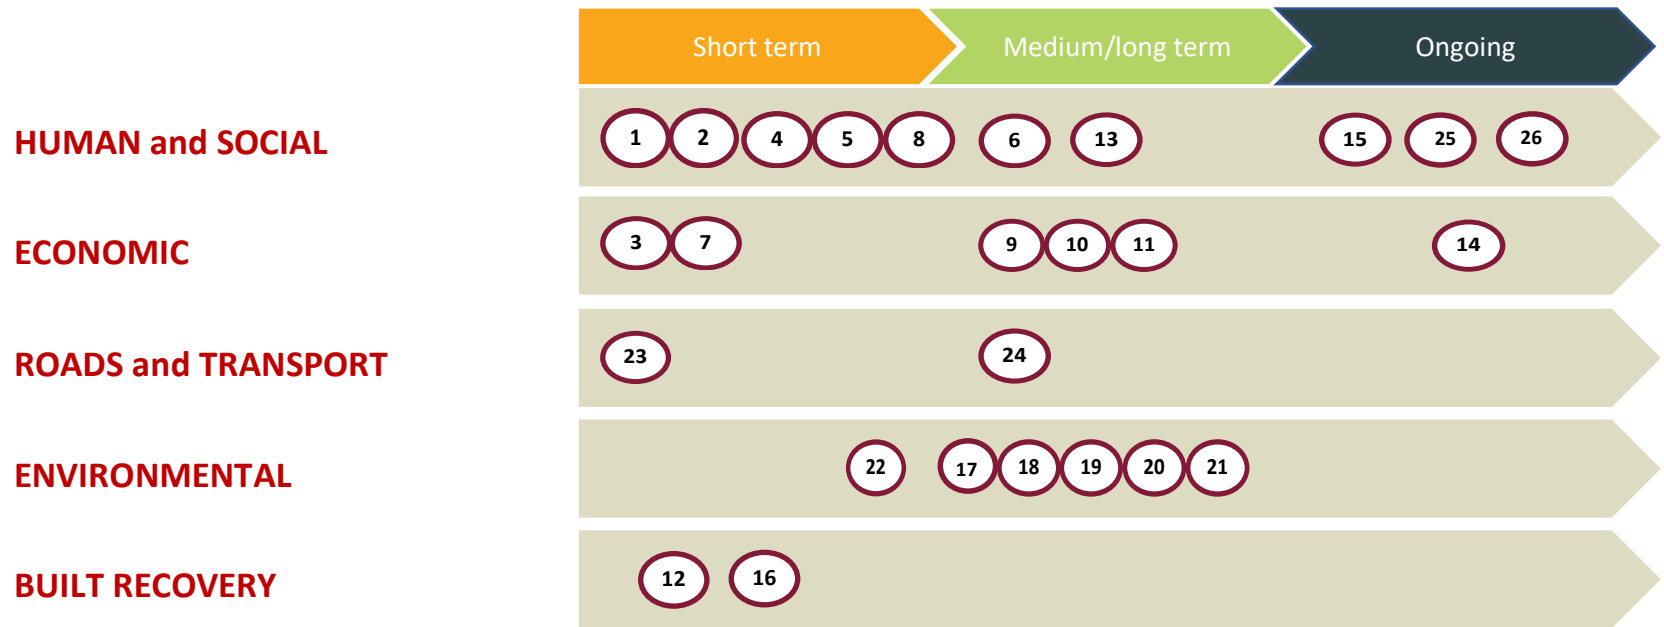 Short term Medium/long term Ongoing
HUMAN and SOCIAL 1 2 4 5 8 6 13 15 25 26
ECONOMIC 3 7 9 10 11 14
ROADS and TRANSPORT 23 24
ENVIRONMENTAL 22 17 18 19 20 21
BUILT RECOVERY 12 16